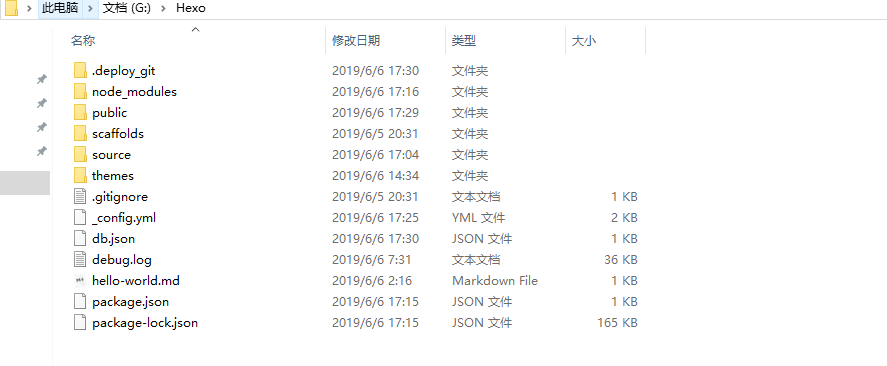 此电脑 文档 (G:) Hexo
名称 修改日期 类型 大小
.deploy_git 2019/6/6 17:30 文件夹
node_modules 2019/6/6 17:16 文件夹
public 2019/6/6 17:29 文件夹
scaffolds 2019/6/5 20:31 文件夹
source 2019/6/6 17:04 文件夹
themes 2019/6/6 14:34 文件夹
.gitignore 2019/6/5 20:31 文本文档 1 KB
_config.yml 2019/6/6 17:25 YML 文件 2 KB
db.json 2019/6/6 17:30 JSON 文件 1 KB
debug.log 2019/6/6 7:31 文本文档 36 KB
hello-world.md 2019/6/6 2:16 Markdown File 1 KB
package.json 2019/6/6 17:15 JSON 文件 1 KB
package-lock.json 2019/6/6 17:15 JSON 文件 165 KB